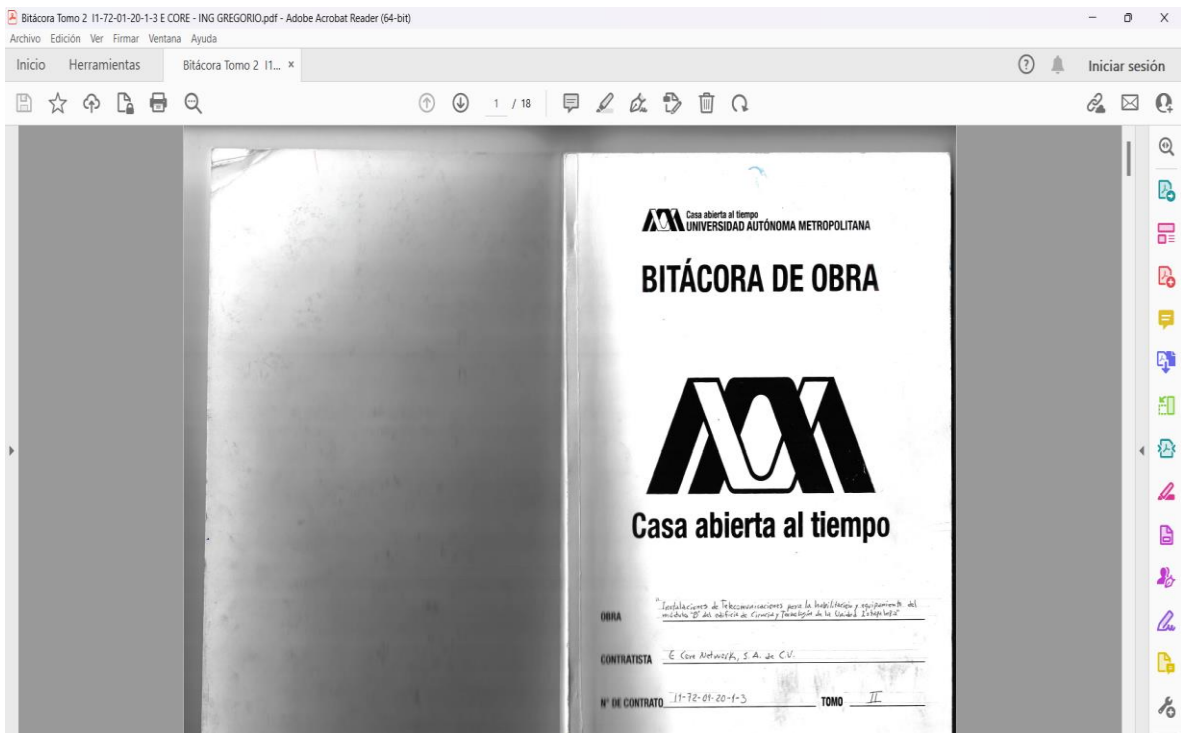 Bitácora Tomo 2 I1-72-01-20-1-3 E CORE - ING GREGORIO.pdf - Adobe Acrobat Reader (64-bit)
Archivo Edición Ver Firmar Ventana Ayuda
Inicio Herramientas Bitácora Tomo 2 I1... × Iniciar sesión
1 / 18
Casa abierta al tiempo
UNIVERSIDAD AUTÓNOMA METROPOLITANA
BITÁCORA DE OBRA
Casa abierta al tiempo
"Instalaciones de Telecomunicaciones para la habilitación y equipamiento del
OBRA módulo "D" del edificio de Ciencia y Tecnología de la Unidad Iztapalapa"
CONTRATISTA E Core Network, S.A. de C.V.
N° DE CONTRATO I1-72-01-20-1-3 TOMO II